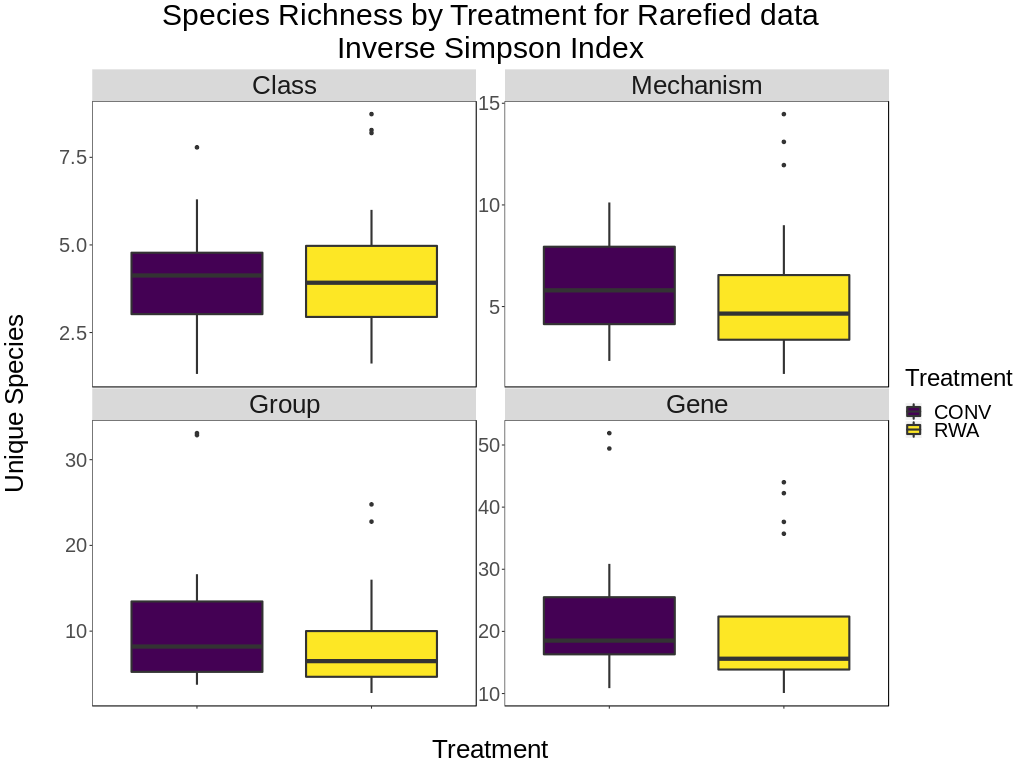 Species Richness by Treatment for Rarefied data
Inverse Simpson Index
Class
Mechanism
7.5
5.0
2.5
15
10
5
Group
Gene
30
20
10
50
40
30
20
10
Unique Species
Treatment
Treatment
CONV
RWA